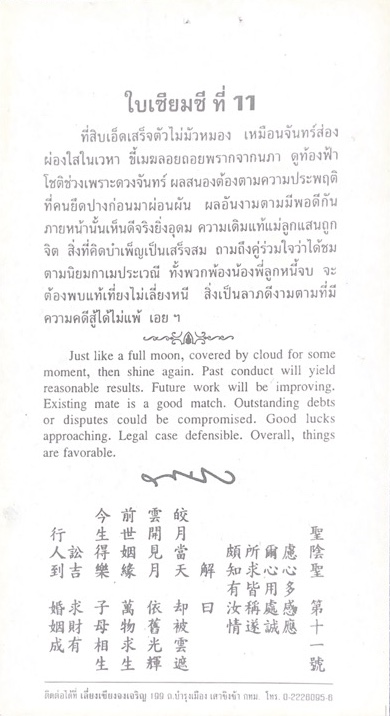 ใบเซียมซี ที่ 11
ที่สิบเอ็ดเสร็จตัวไม่มัวหมอง เหมือนจันทร์ส่อง
ผ่องใสในเวหา ขี้เมฆลอยถอยพรากจากนภา ดูท้องฟ้า
โชติช่วงเพราะดวงจันทร์ ผลสนองต้องตามความประพฤติ
ที่คนยึดปางก่อนมาผ่อนผัน ผลอันงามตามมีพอดีกัน
ภายหน้านั้นเห็นดีจริงยิ่งอุดม ความเดิมแท้แม่ลูกแสนถูก
จิต สิ่งที่คิดบำเพ็ญเป็นเสร็จสม ถามถึงคู่ร่วมใจว่าได้ชม
ตามนิยมกาเมประเวณี ทั้งพวกพ้องน้องพี่ลูกหนี้จบ จะ
ต้องพบแท้เที่ยงไม่เลี่ยงหนี สิ่งเป็นลาภดีงามตามที่มี
ความคดีสู้ได้ไม่แพ้ เอย ฯ
Just like a full moon, covered by cloud for some
moment, then shine again. Past conduct will yield
reasonable results. Future work will be improving.
Existing mate is a good match. Outstanding debts
or disputes could be compromised. Good lucks
approaching. Legal case defensible. Overall, things
are favorable.
聖陰聖 第十一號
慮心多感應
爾心用處誠
所求皆稱遂
頗知有汝情
解曰
皎月當天 却被雲遮
雲開見月 依舊光輝
前世姻緣 萬物求生
今生得樂 子母相生
訟吉 求財有
行人到 婚姻成
ติดต่อได้ที่ เลี่ยงเซียงจงเจริญ 199 ถ.บำรุงเมือง เสาชิงช้า กทม. โทร. 0-2226095-6